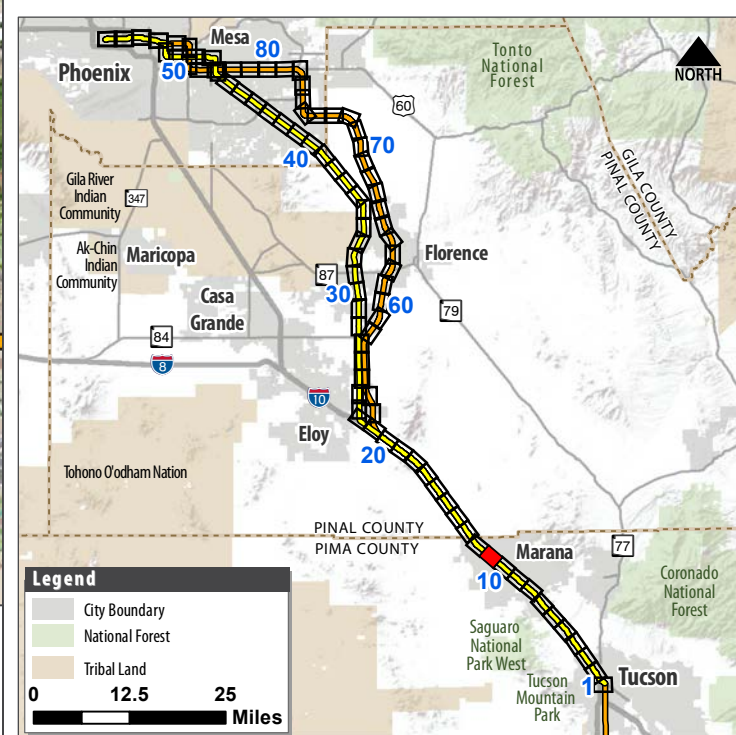 Mesa
80
Phoenix
50
Tonto
National
Forest
NORTH
60
70
40
GILA COUNTY
PINAL COUNTY
Gila River
Indian
Community
347
Ak-Chin
Indian
Community
Maricopa
Florence
87
30
60
Casa
Grande
79
84
8
10
Eloy
20
Tohono O'odham Nation
PINAL COUNTY
PIMA COUNTY
Marana
77
10
Coronado
National
Forest
Saguaro
National
Park West
Tucson
Mountain
Park
1
Tucson
Legend
City Boundary
National Forest
Tribal Land
0 12.5 25
Miles